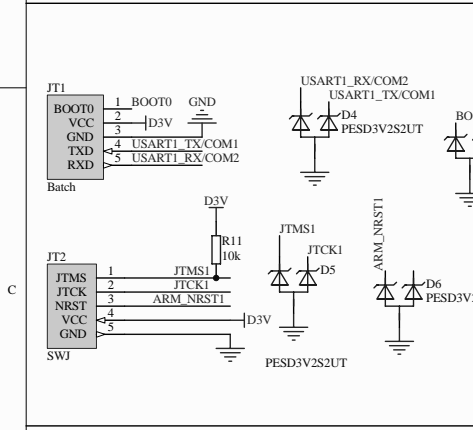 JT1
BOOT0 1 BOOT0 GND
VCC 2 D3V
GND 3
TXD 4 USART1_TX/COM1
RXD 5 USART1_RX/COM2
Batch
USART1_RX/COM2
USART1_TX/COM1
D4
PESD3V2S2UT
BO
D3V
R11
10k
JT2
JTMS 1 JTMS1
JTCK 2 JTCK1
NRST 3 ARM_NRST1
VCC 4 D3V
GND 5
SWJ
JTMS1
JTCK1
D5
PESD3V2S2UT
ARM_NRST1
D6
PESD3V
C